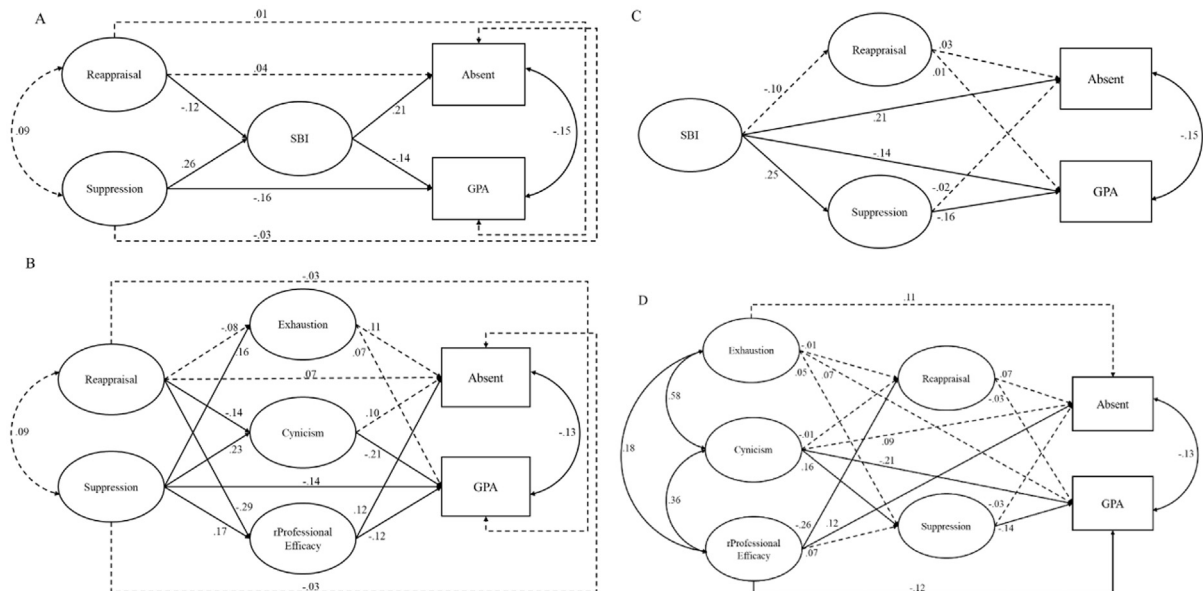 A
.01
Reappraisal
.04
Absent
-.12
.21
.09
SBI
-.15
.26
-.14
Suppression
GPA
-.16
-.03
B
-.03
Exhaustion
-.08
.11
.16
.07
Reappraisal
.07
Absent
-.14
.10
.09
Cynicism
-.13
.23
-.21
Suppression
-.14
GPA
-.29
.12
.17
rProfessional
Efficacy
-.12
-.03
C
Reappraisal
.03
.01
Absent
-.10
SBI
.21
-.15
-.14
.25
-.02
GPA
Suppression
-.16
D
.11
Exhaustion
-.01
.05
.07
Reappraisal
.07
-.03
Absent
.58
-.01
.09
.18
Cynicism
.16
-.21
-.13
.36
-.03
GPA
Suppression
-.14
-.26
.12
rProfessional
Efficacy
.07
-.12